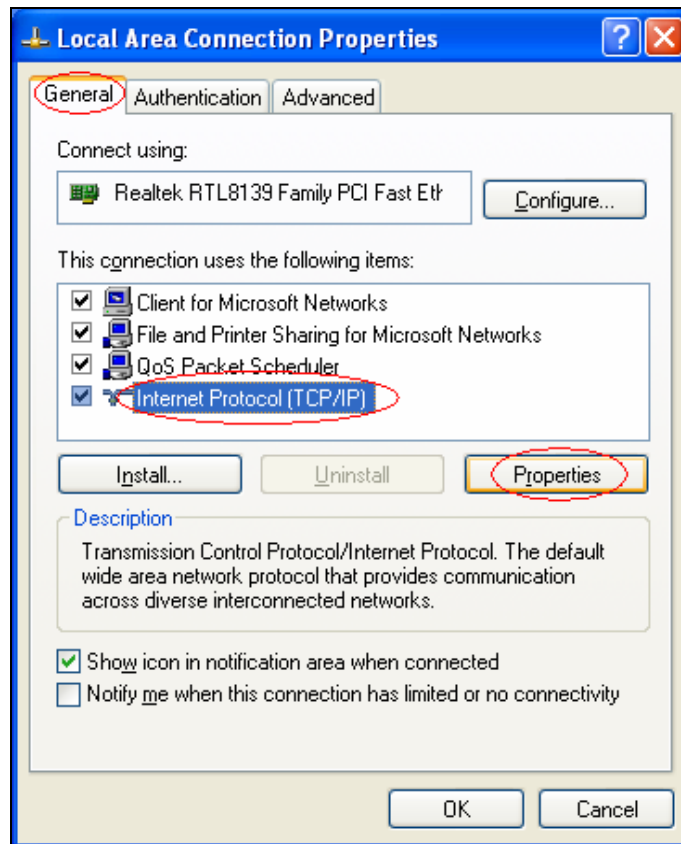 Local Area Connection Properties
General Authentication Advanced
Connect using:
Realtek RTL8139 Family PCI Fast Eth
Configure...
This connection uses the following items:
Client for Microsoft Networks
File and Printer Sharing for Microsoft Networks
QoS Packet Scheduler
Internet Protocol (TCP/IP)
Install... Uninstall Properties
Description
Transmission Control Protocol/Internet Protocol. The default
wide area network protocol that provides communication
across diverse interconnected networks.
Show icon in notification area when connected
Notify me when this connection has limited or no connectivity
OK Cancel